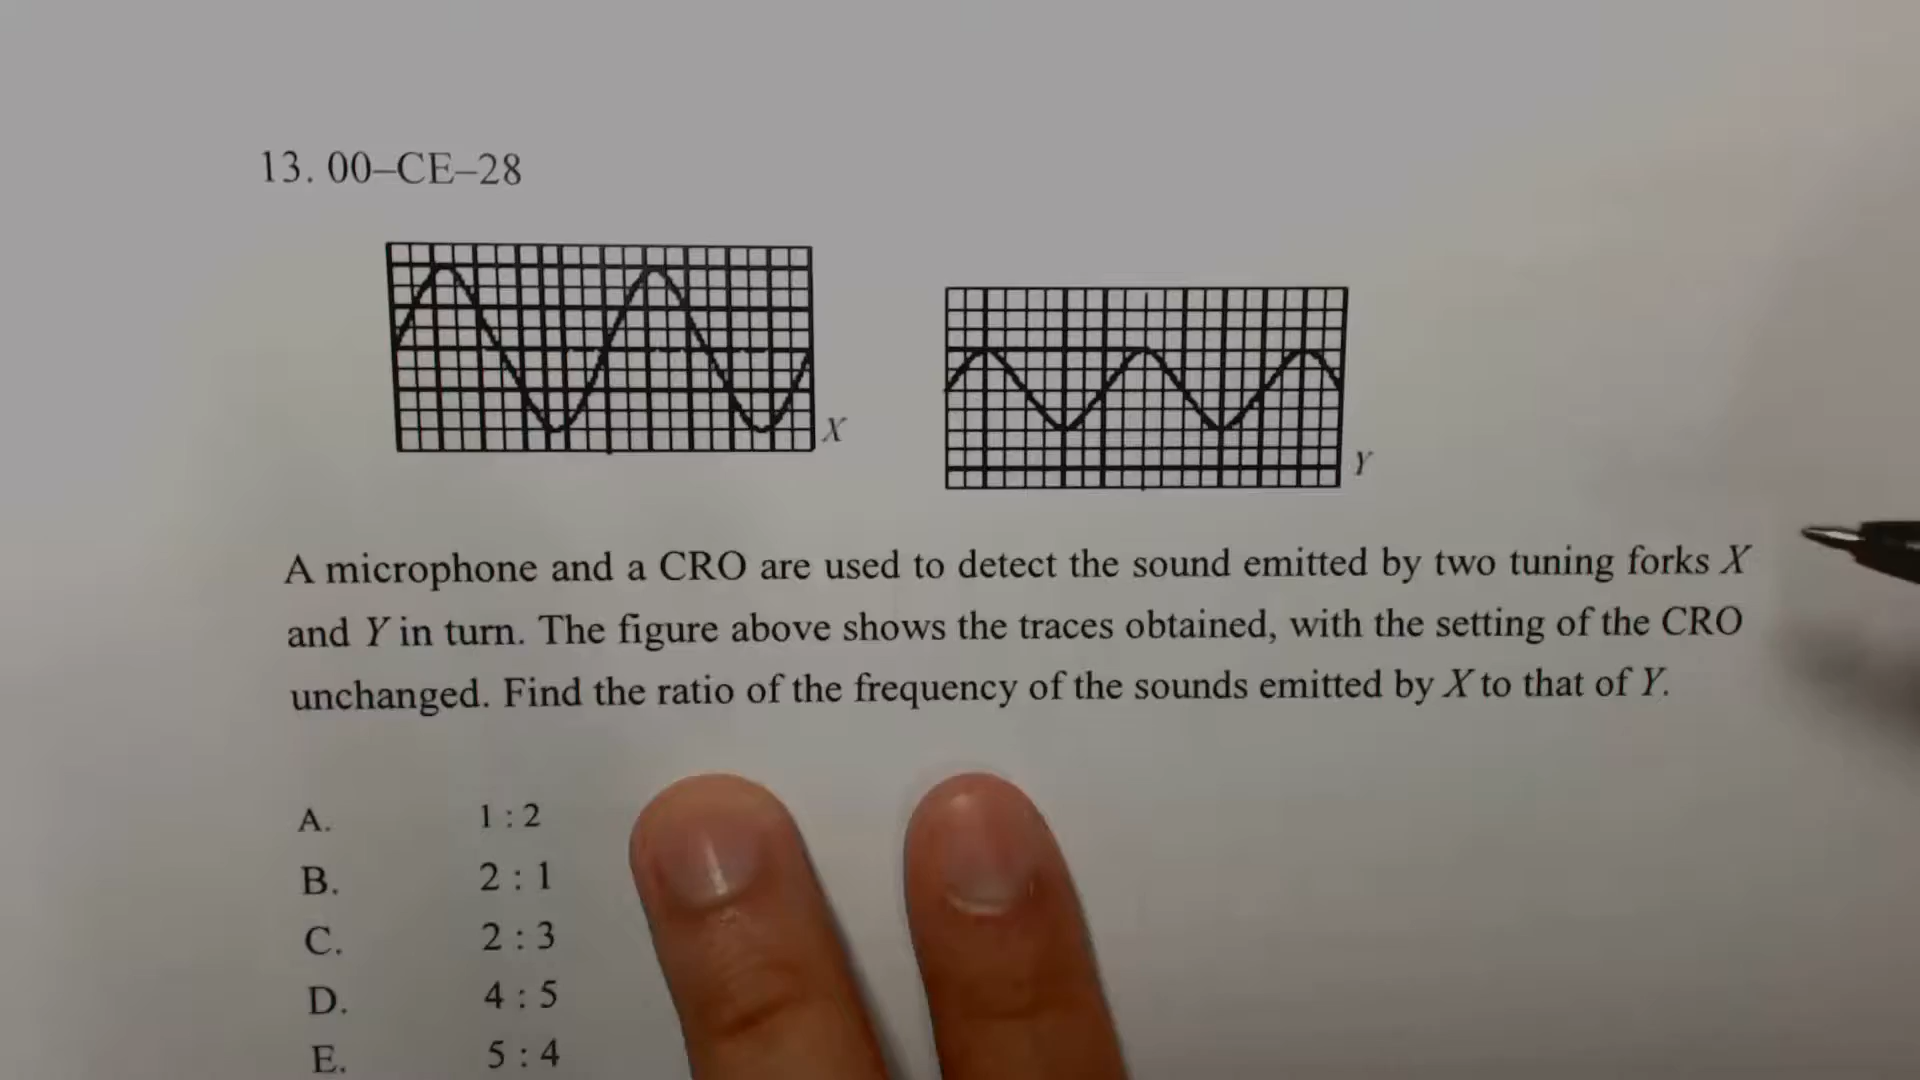 13. 00–CE–28
X
Y
A microphone and a CRO are used to detect the sound emitted by two tuning forks X
and Y in turn. The figure above shows the traces obtained, with the setting of the CRO
unchanged. Find the ratio of the frequency of the sounds emitted by X to that of Y.
A. 1 : 2
B. 2 : 1
C. 2 : 3
D. 4 : 5
E. 5 : 4